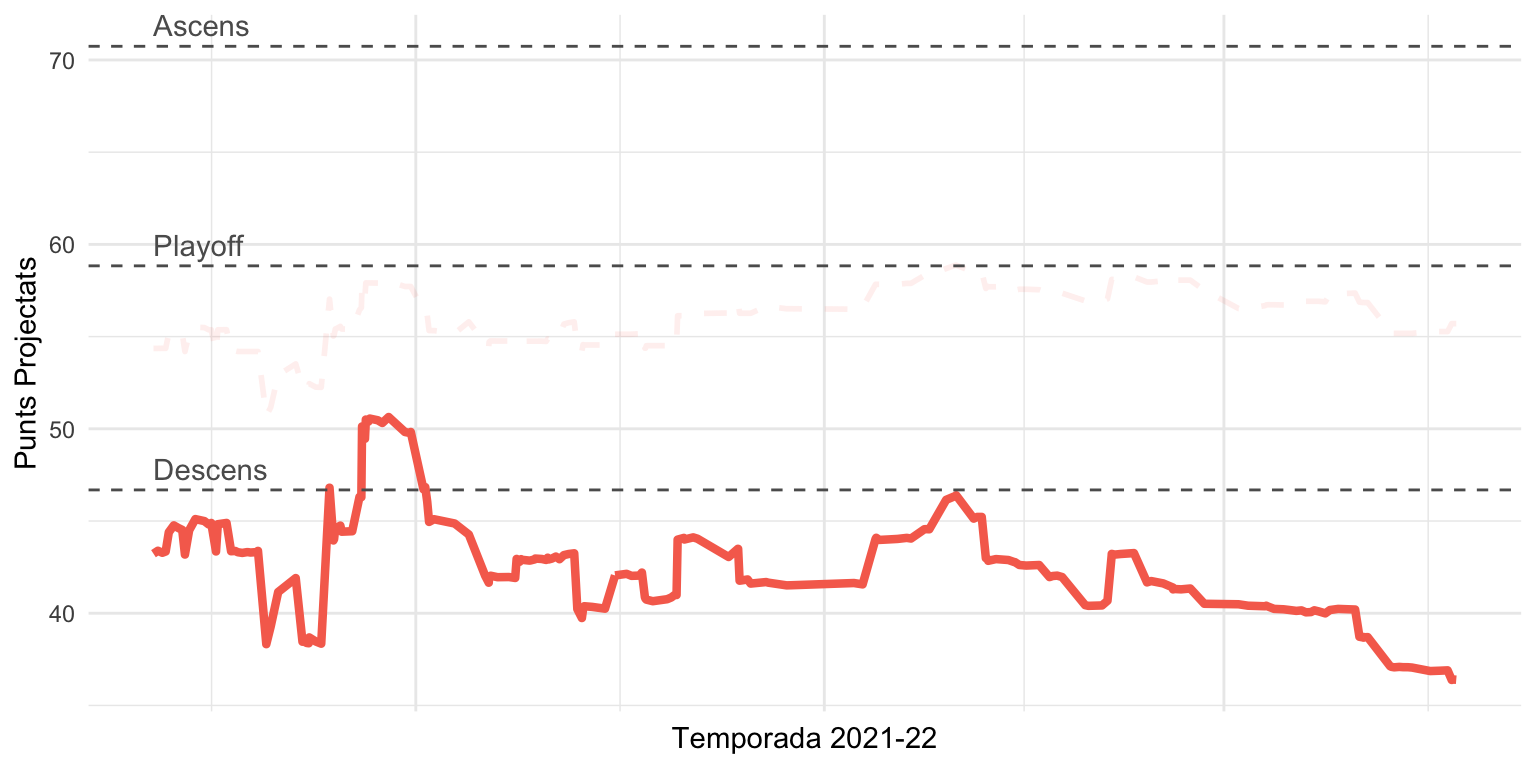 Ascens
70
Playoff
60
50
Descens
40
Punts Projectats
Temporada 2021-22